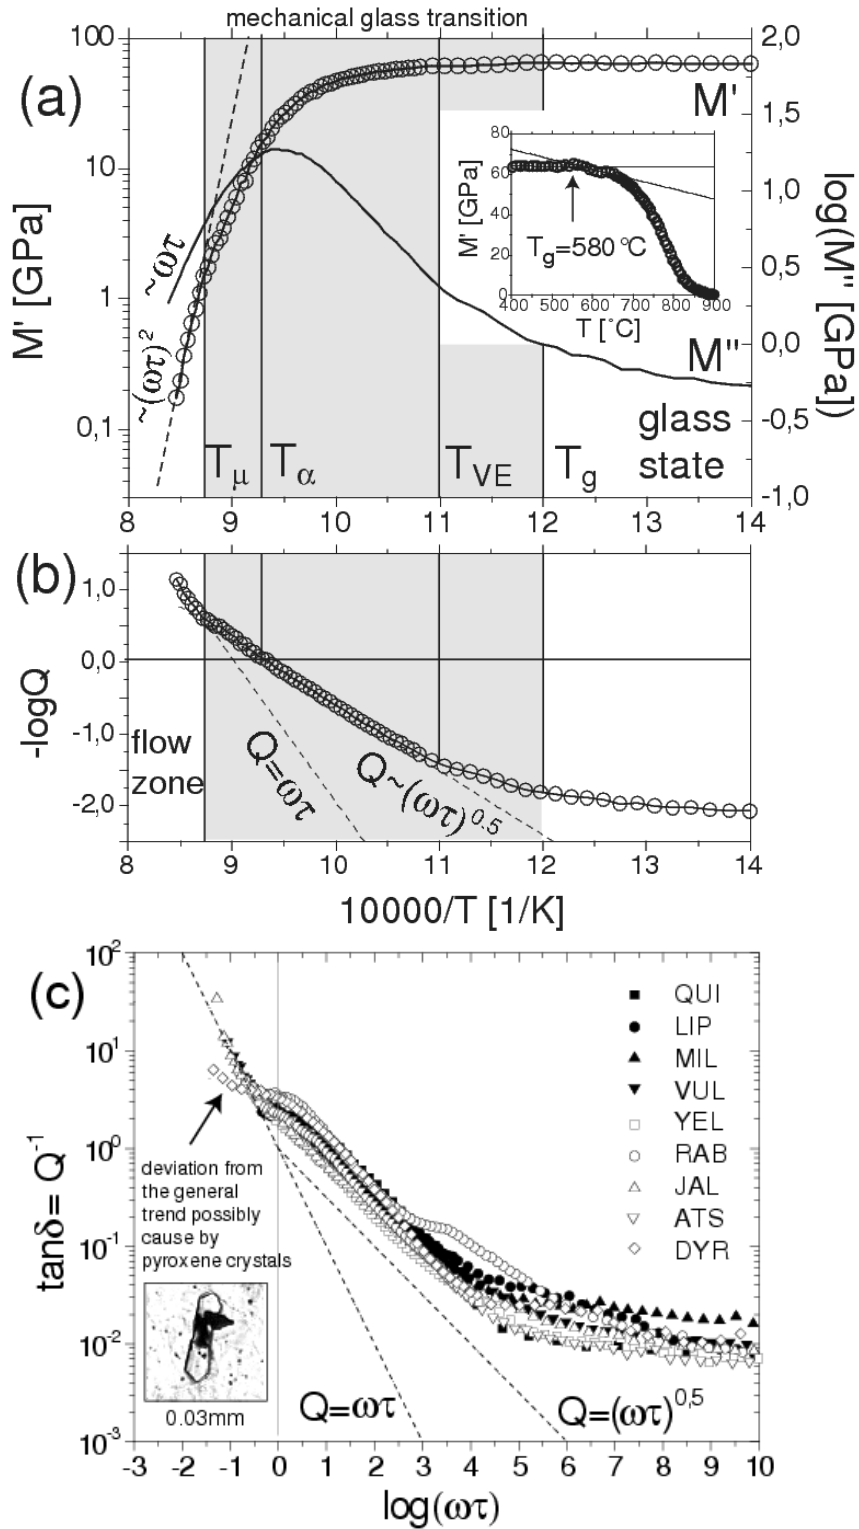 mechanical glass transition
(a)
100
10
1
0,1
M' [GPa]
2,0
1,5
1,0
0,5
0,0
-0,5
-1,0
log(M'' [GPa])
M'
M''
~ωτ
~(ωτ)²
80
60
40
20
0
M' [GPa]
Tg=580 °C
400 500 600 700 800 900
T [°C]
glass
state
Tμ Tα TVE Tg
8 9 10 11 12 13 14
(b)
1,0
0,0
-1,0
-2,0
-logQ
flow
zone
Q=ωτ
Q~(ωτ)^0.5
8 9 10 11 12 13 14
10000/T [1/K]
(c)
10²
10¹
10⁰
10⁻¹
10⁻²
10⁻³
tanδ= Q⁻¹
QUI
LIP
MIL
VUL
YEL
RAB
JAL
ATS
DYR
deviation from
the general
trend possibly
cause by
pyroxene crystals
0.03mm
Q=ωτ
Q=(ωτ)^0,5
-3 -2 -1 0 1 2 3 4 5 6 7 8 9 10
log(ωτ)